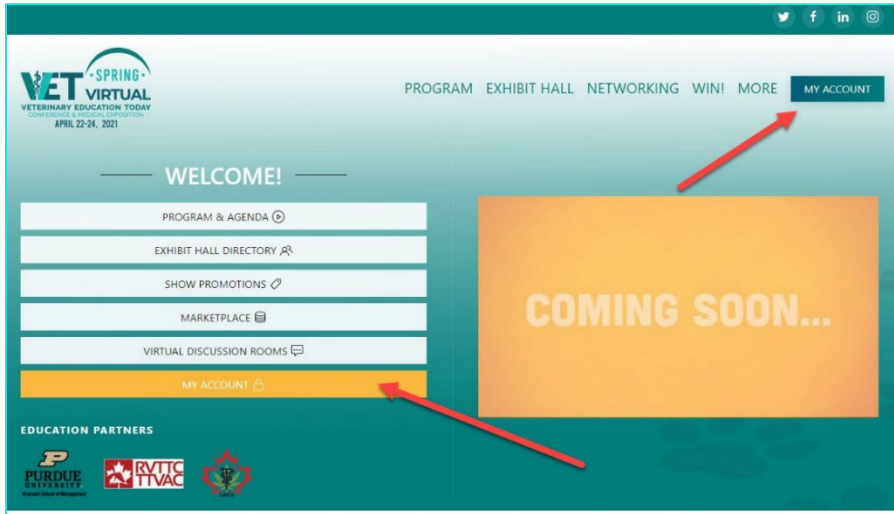 ·SPRING·
VET VIRTUAL
VETERINARY EDUCATION TODAY
CONFERENCE & MEDICAL EXPOSITION
APRIL 22-24, 2021
PROGRAM EXHIBIT HALL NETWORKING WIN! MORE MY ACCOUNT
WELCOME!
PROGRAM & AGENDA
EXHIBIT HALL DIRECTORY
SHOW PROMOTIONS
MARKETPLACE
VIRTUAL DISCUSSION ROOMS
MY ACCOUNT
COMING SOON...
EDUCATION PARTNERS
PURDUE
UNIVERSITY
RVTTC
TTVAC